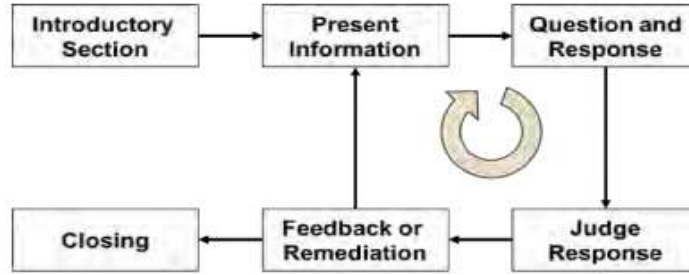 Introductory
Section
Present
Information
Question and
Response
Closing
Feedback or
Remediation
Judge
Response